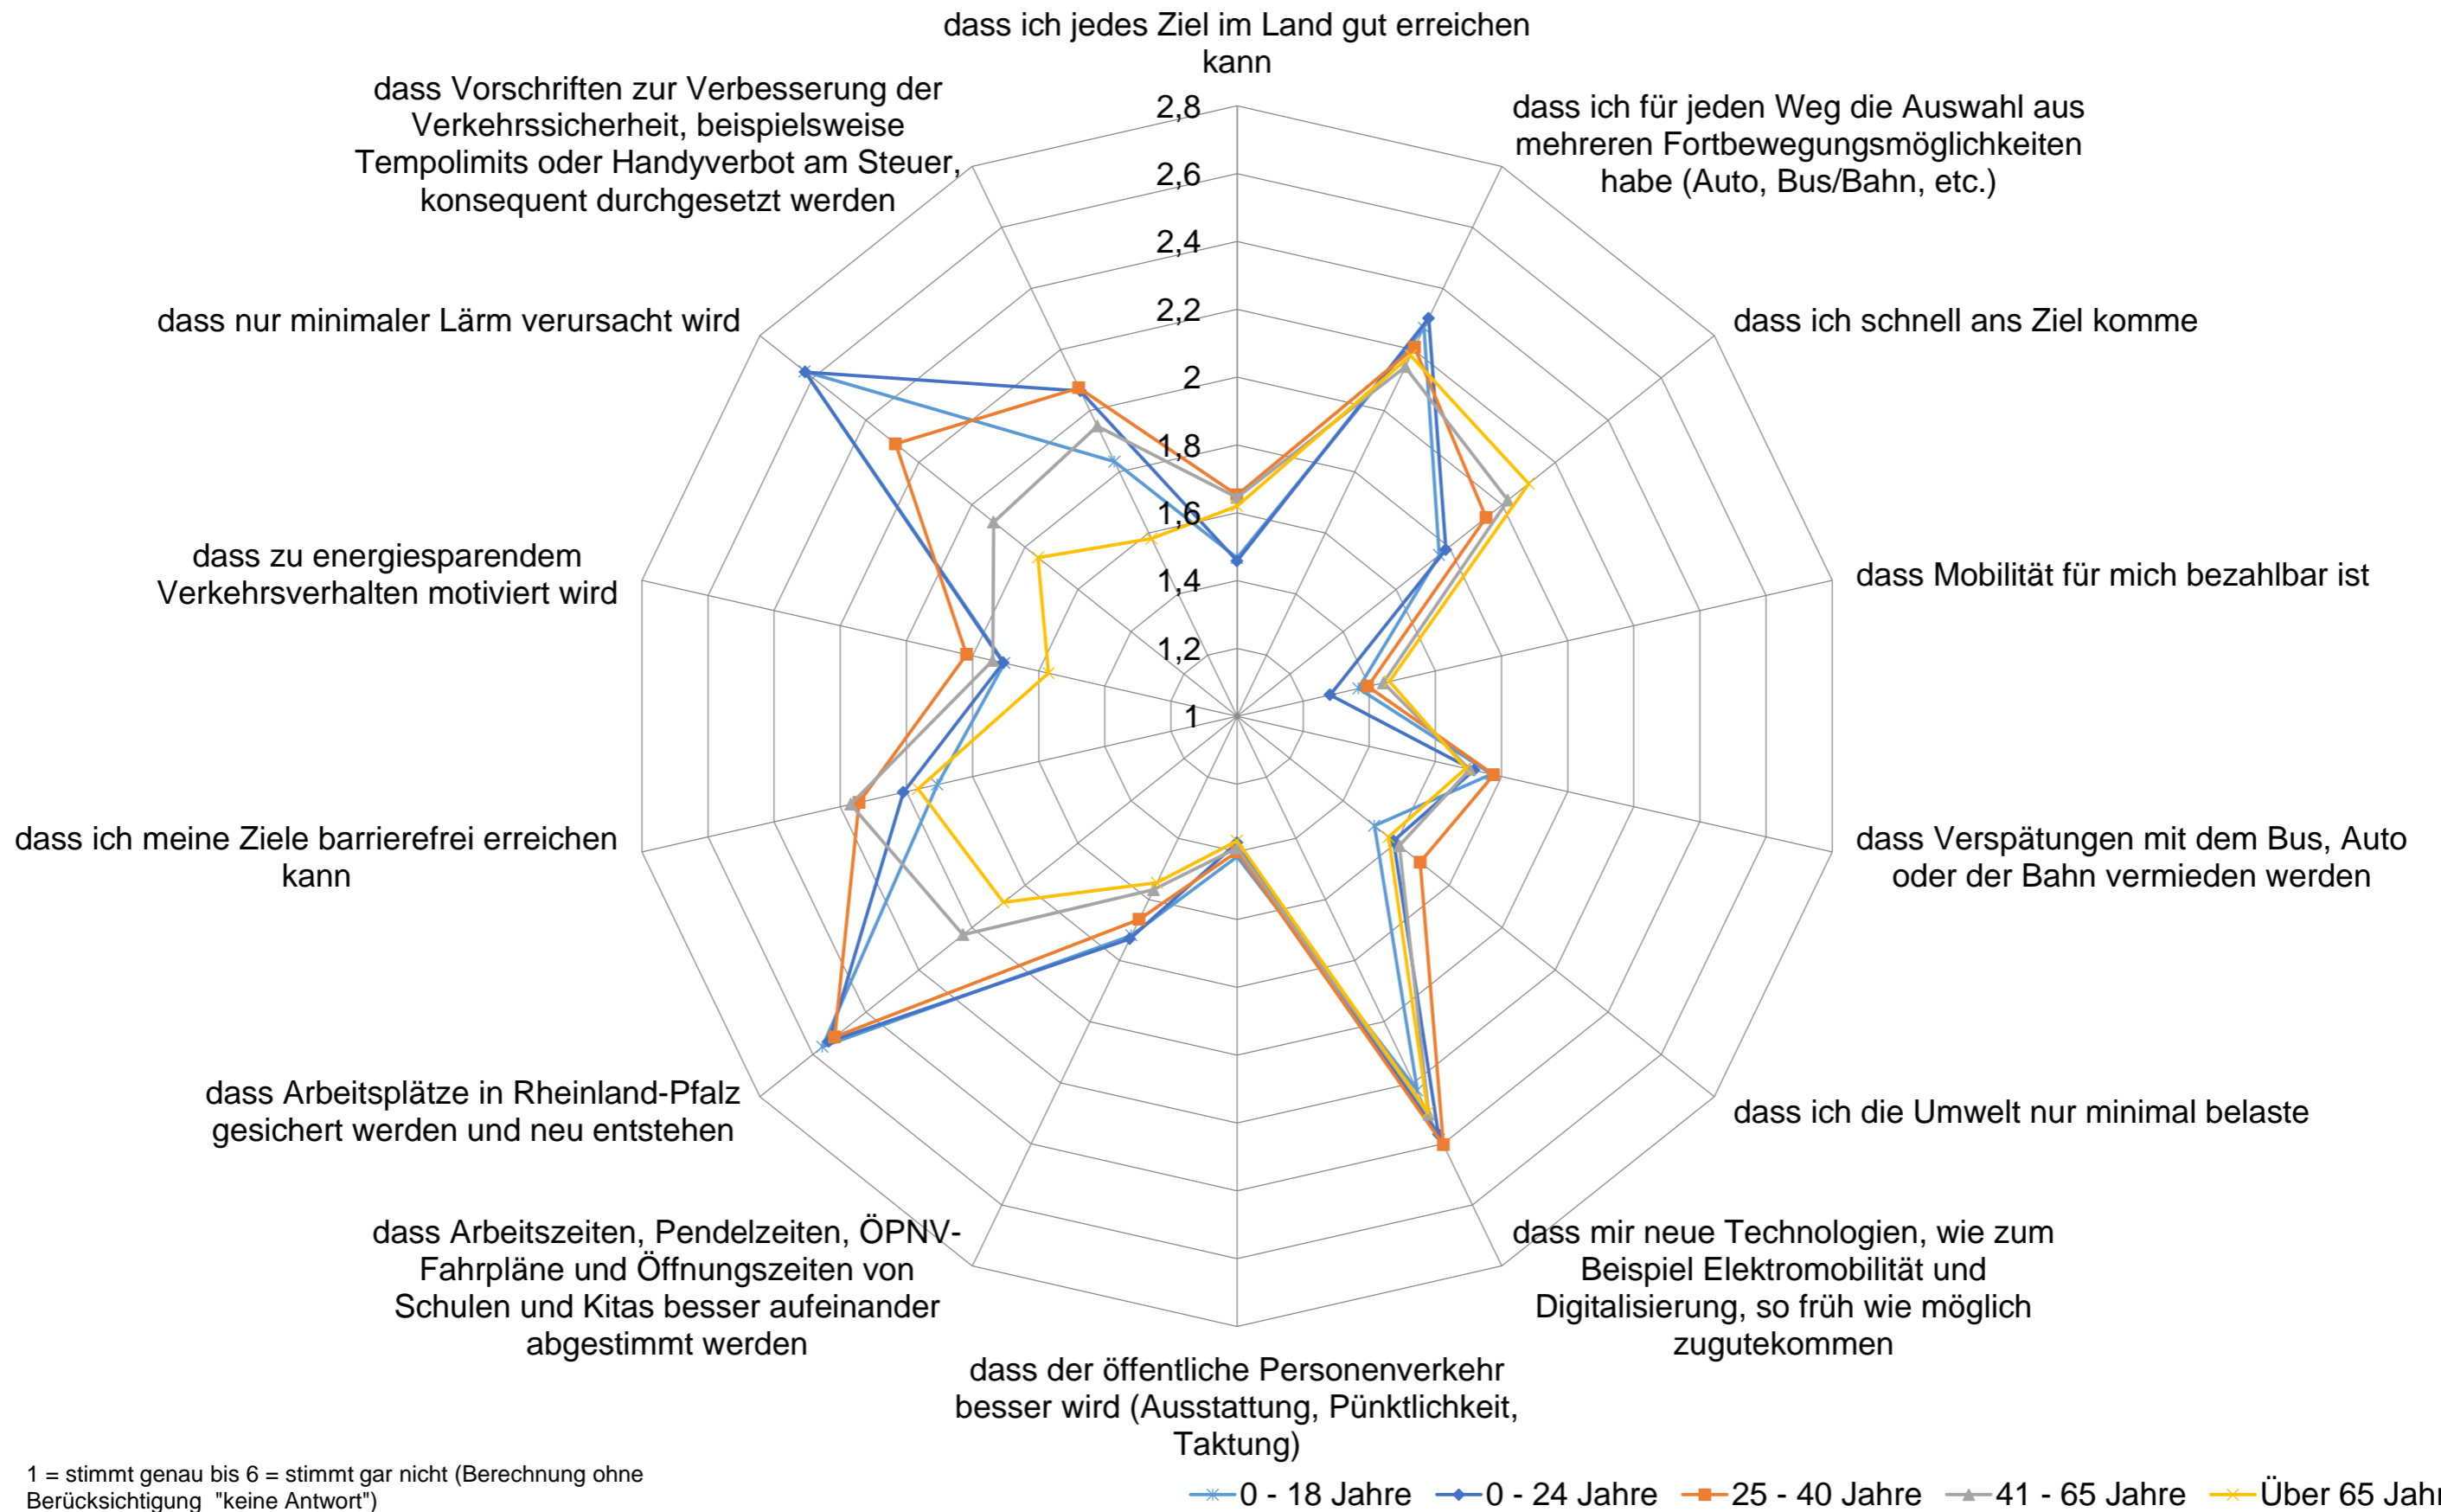 dass ich jedes Ziel im Land gut erreichen
kann
dass ich für jeden Weg die Auswahl aus
mehreren Fortbewegungsmöglichkeiten
habe (Auto, Bus/Bahn, etc.)
dass ich schnell ans Ziel komme
dass Mobilität für mich bezahlbar ist
dass Verspätungen mit dem Bus, Auto
oder der Bahn vermieden werden
dass ich die Umwelt nur minimal belaste
dass mir neue Technologien, wie zum
Beispiel Elektromobilität und
Digitalisierung, so früh wie möglich
zugutekommen
dass der öffentliche Personenverkehr
besser wird (Ausstattung, Pünktlichkeit,
Taktung)
dass Arbeitszeiten, Pendelzeiten, ÖPNV-
Fahrpläne und Öffnungszeiten von
Schulen und Kitas besser aufeinander
abgestimmt werden
dass Arbeitsplätze in Rheinland-Pfalz
gesichert werden und neu entstehen
dass ich meine Ziele barrierefrei erreichen
kann
dass zu energiesparendem
Verkehrsverhalten motiviert wird
dass nur minimaler Lärm verursacht wird
dass Vorschriften zur Verbesserung der
Verkehrssicherheit, beispielsweise
Tempolimits oder Handyverbot am Steuer,
konsequent durchgesetzt werden
2,8
2,6
2,4
2,2
2
1,8
1,6
1,4
1,2
1
1 = stimmt genau bis 6 = stimmt gar nicht (Berechnung ohne
Berücksichtigung "keine Antwort")
0 - 18 Jahre 0 - 24 Jahre 25 - 40 Jahre 41 - 65 Jahre Über 65 Jahr